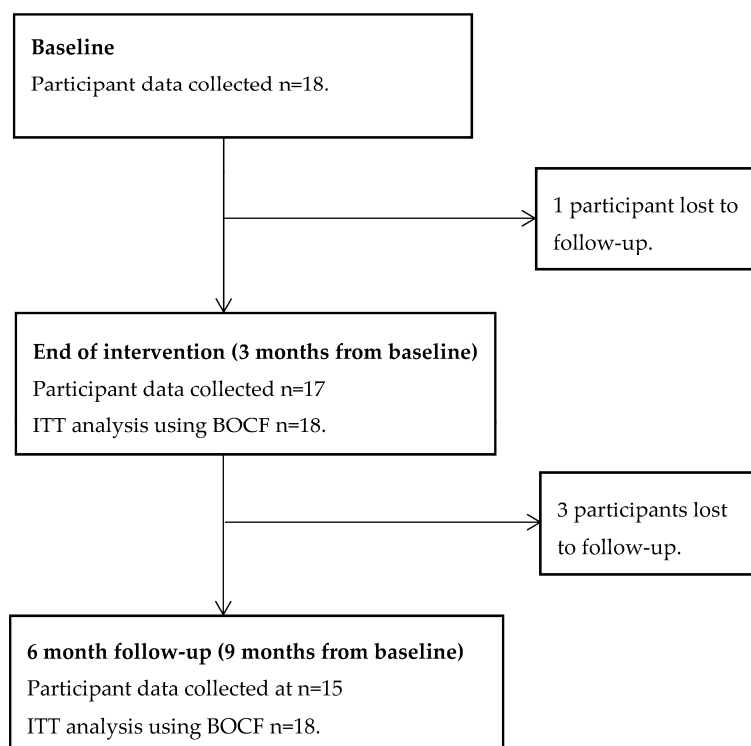 Baseline
Participant data collected n=18.
1 participant lost to
follow-up.
End of intervention (3 months from baseline)
Participant data collected n=17
ITT analysis using BOCF n=18.
3 participants lost
to follow-up.
6 month follow-up (9 months from baseline)
Participant data collected at n=15
ITT analysis using BOCF n=18.